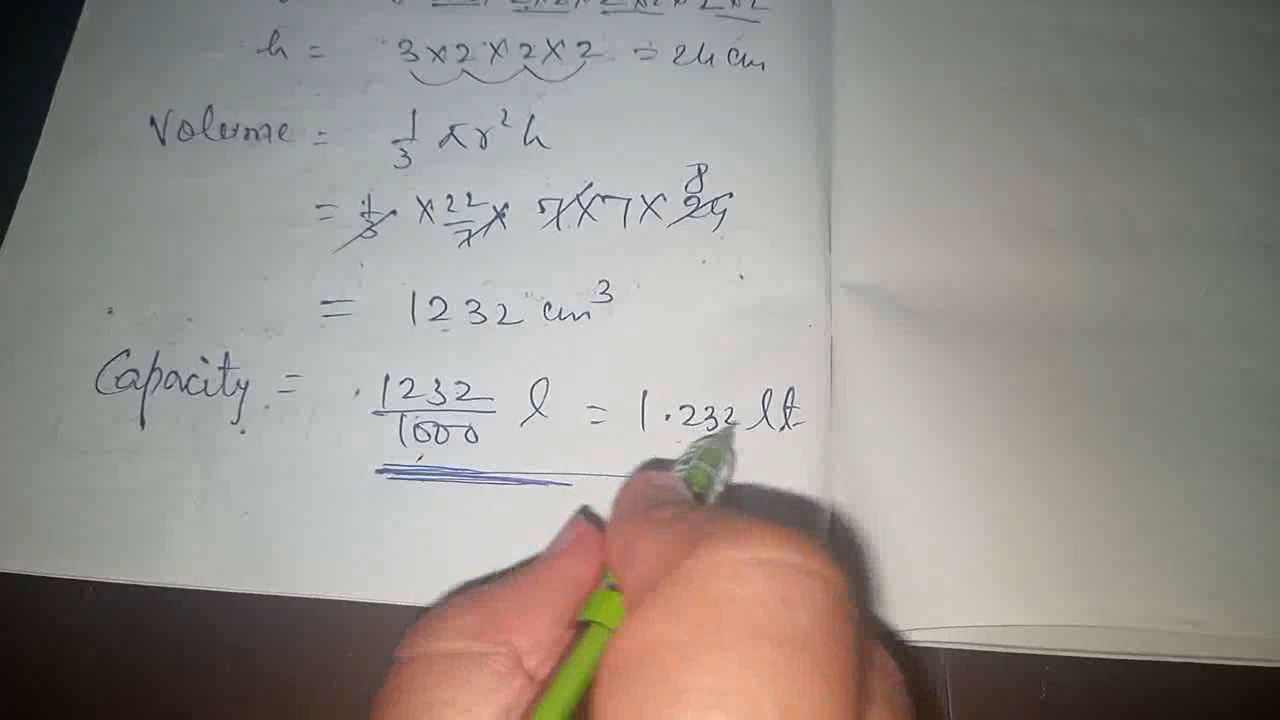 h = 3×2×2×2 = 24 cm
Volume = 1/3 πr²h
= 1/3 × 22/7 × 7×7× 24 8
= 1232 cm³
Capacity = 1232/1000 l = 1.232 lt